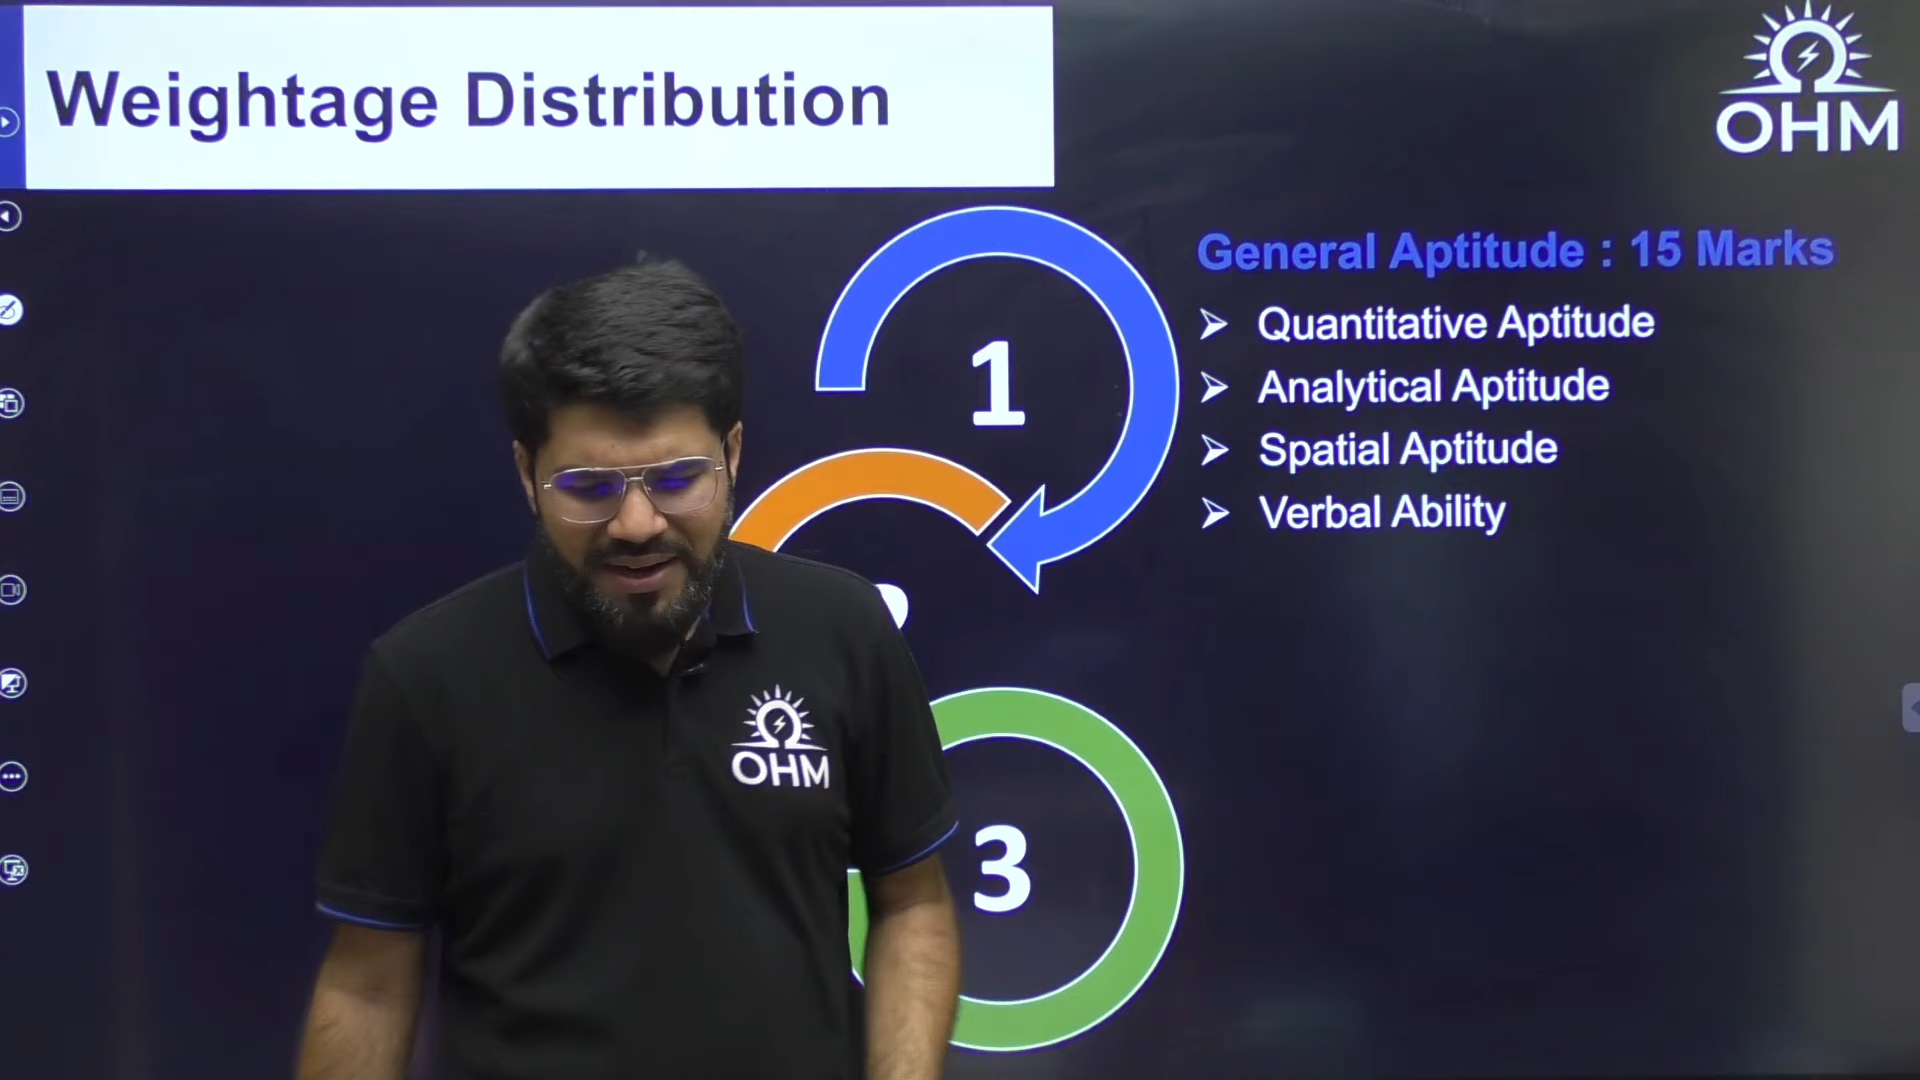 Weightage Distribution
OHM
General Aptitude : 15 Marks
1
Quantitative Aptitude
Analytical Aptitude
Spatial Aptitude
Verbal Ability
OHM
3